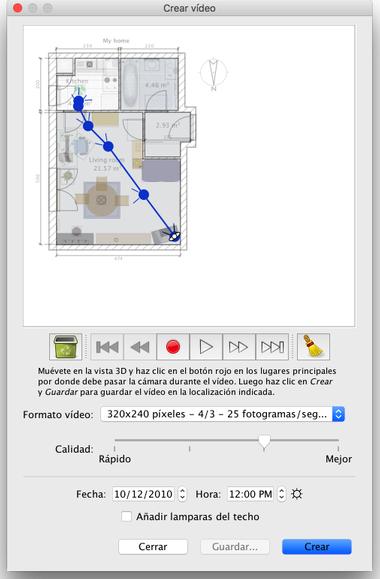 Crear vídeo
My home
Kitchen
4.46 m²
2.93 m²
Living room
21.57 m²
N
Muévete en la vista 3D y haz clic en el botón rojo en los lugares principales
por donde debe pasar la cámara durante el vídeo. Luego haz clic en Crear
y Guardar para guardar el vídeo en la localización indicada.
Formato vídeo: 320x240 píxeles - 4/3 - 25 fotogramas/seg...
Calidad:
Rápido Mejor
Fecha: 10/12/2010 Hora: 12:00 PM
Añadir lamparas del techo
Cerrar Guardar... Crear